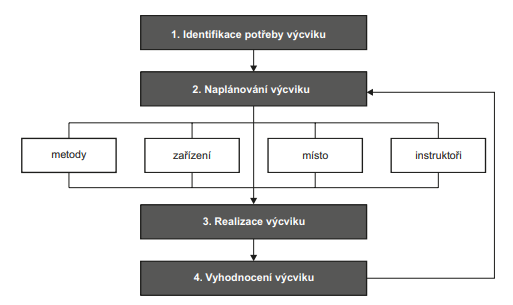 1. Identifikace potřeby výcviku
2. Naplánování výcviku
metody
zařízení
místo
instruktoři
3. Realizace výcviku
4. Vyhodnocení výcviku